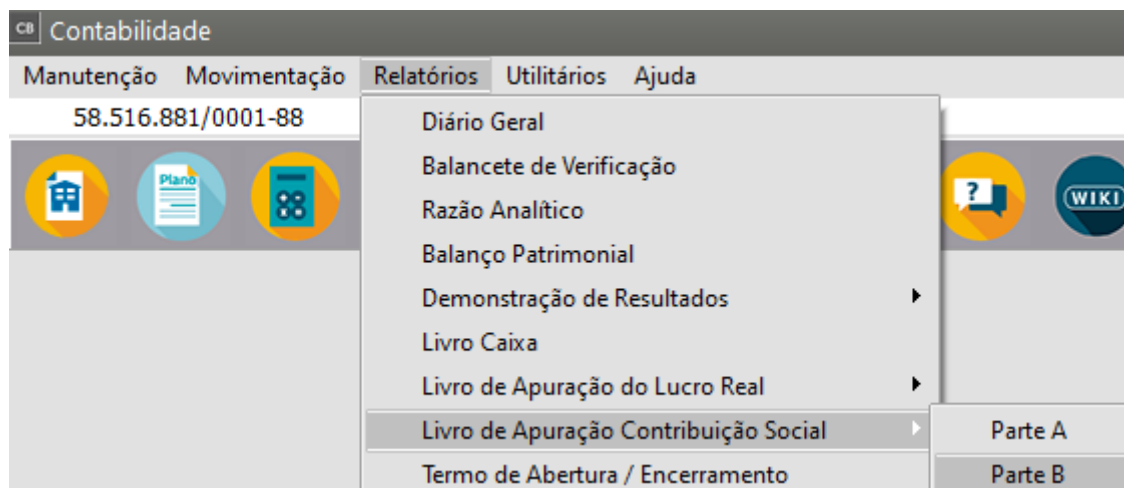 CB Contabilidade
Manutenção Movimentação Relatórios Utilitários Ajuda
58.516.881/0001-88
Plano
?
WIKI
Diário Geral
Balancete de Verificação
Razão Analítico
Balanço Patrimonial
Demonstração de Resultados
Livro Caixa
Livro de Apuração do Lucro Real
Livro de Apuração Contribuição Social
Parte A
Termo de Abertura / Encerramento
Parte B